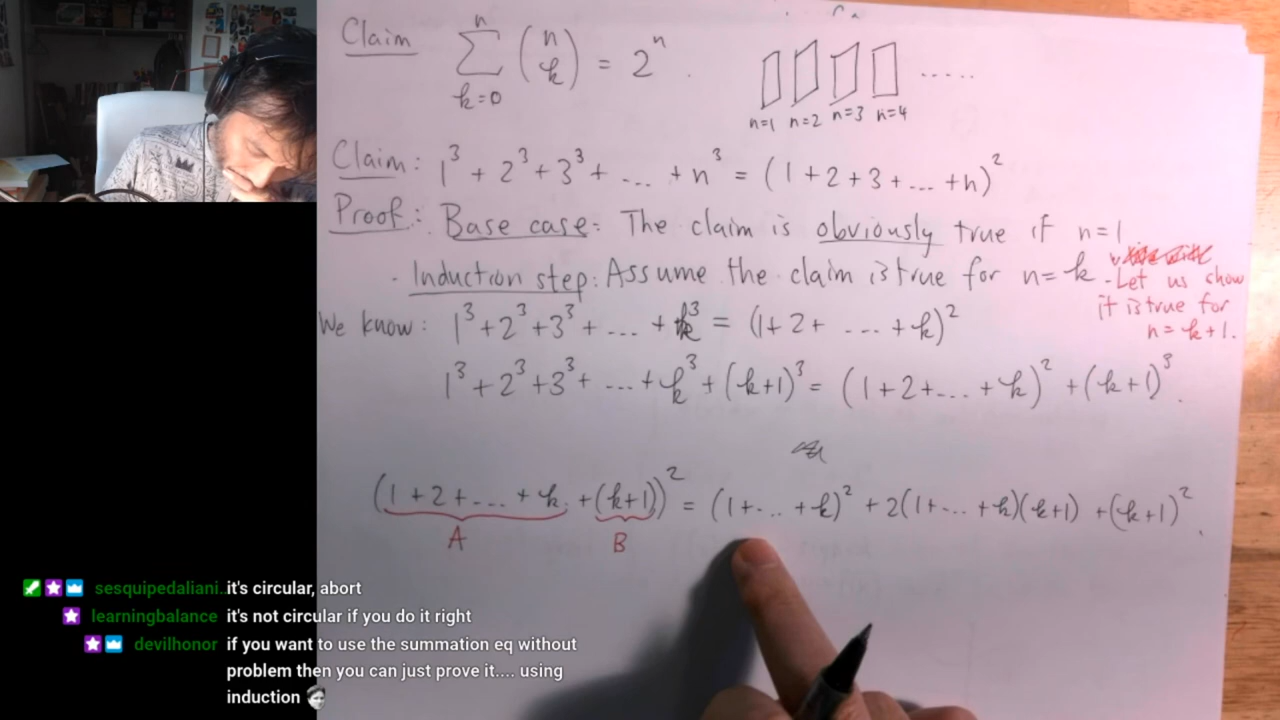 Claim ∑_{k=0}^{n} (n k) = 2^n .
n=1 n=2 n=3 n=4 .....
Claim: 1^3 + 2^3 + 3^3 + ... + n^3 = (1+2+3+...+n)^2
Proof: Base case: The claim is obviously true if n=1
· Induction step: Assume the claim is true for n=k. Let us show
it is true for
n=k+1.
We know: 1^3 + 2^3 + 3^3 + .... + k^3 = (1+2+ ... +k)^2
1^3 + 2^3 + 3^3 + ... + k^3 + (k+1)^3 = (1+2+... +k)^2 + (k+1)^3.
(1+2+... + k + (k+1))^2 = (1+... +k)^2 + 2(1+... +k)(k+1) + (k+1)^2.
A B
sesquipedaliani.. it's circular, abort
learningbalance it's not circular if you do it right
devilhonor if you want to use the summation eq without
problem then you can just prove it.... using
induction